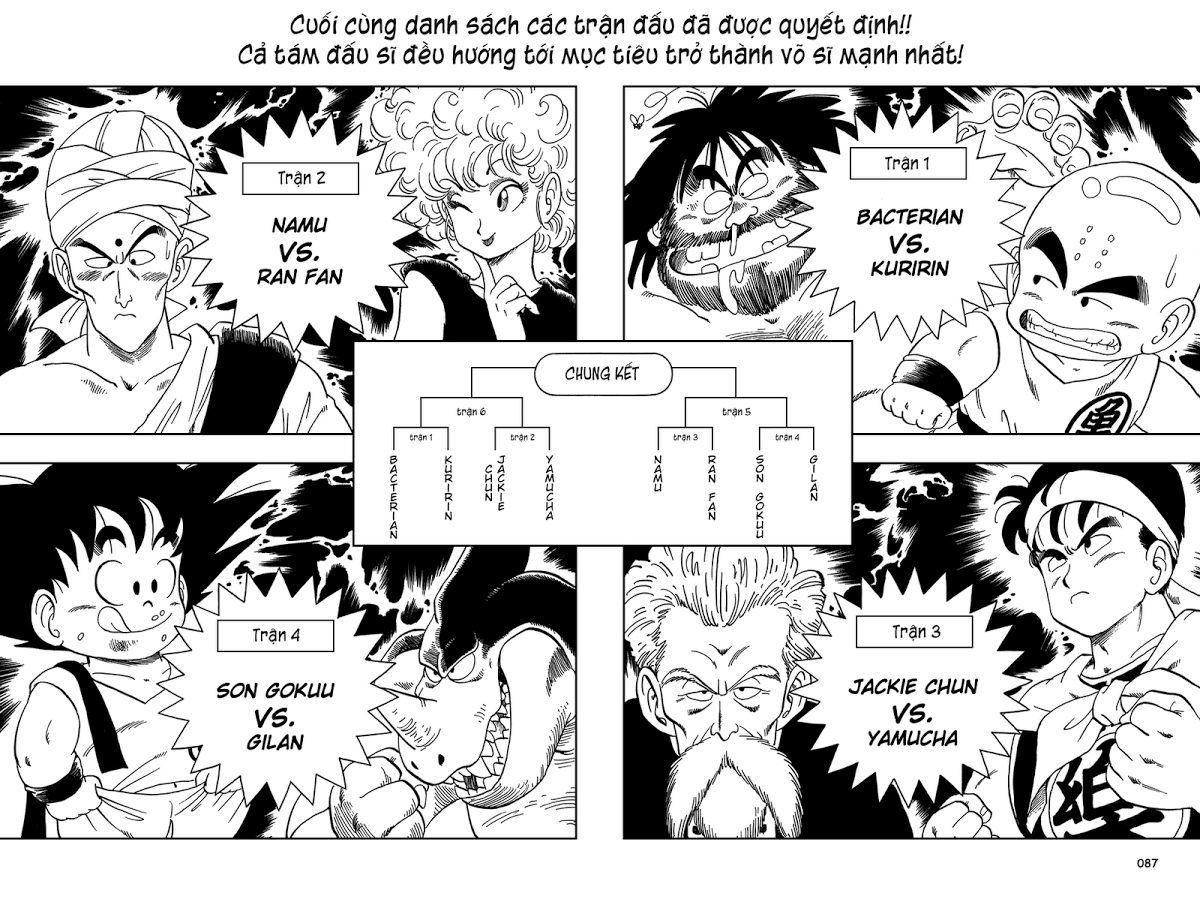 Cuối cùng danh sách các trận đấu đã được quyết định!!
Cả tám đấu sĩ đều hướng tới mục tiêu trở thành võ sĩ mạnh nhất!
Trận 2
NAMU
VS.
RAN FAN
Trận 1
BACTERIAN
VS.
KURIRIN
CHUNG KẾT
trận 6
trận 5
trận 1
trận 2
trận 3
trận 4
BACTERIAN
KURIRIN
JACKIE CHUN
YAMUCHA
NAMU
RAN FAN
SON GOKUU
GILAN
Trận 4
SON GOKUU
VS.
GILAN
Trận 3
JACKIE CHUN
VS.
YAMUCHA
亀
087